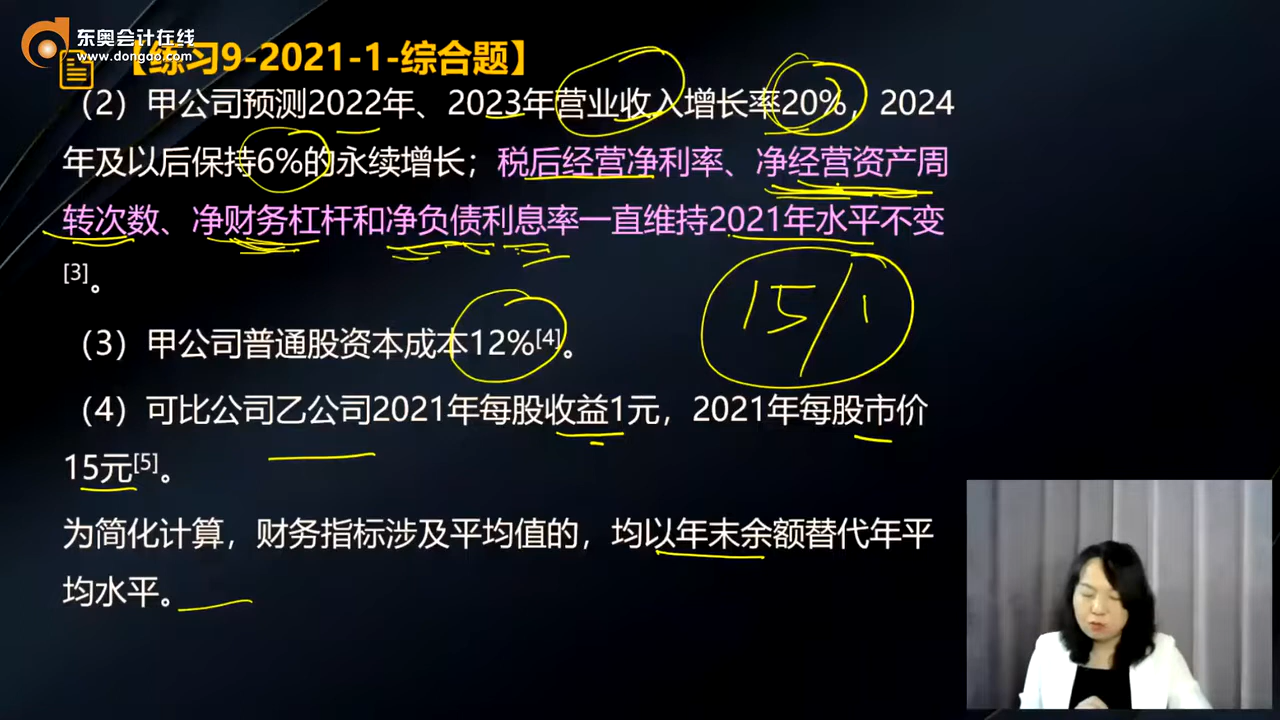 东奥会计在线
www.dongao.com
【练习9-2021-1-综合题】
（2）甲公司预测2022年、2023年营业收入增长率20%，2024
年及以后保持6%的永续增长；税后经营净利率、净经营资产周
转次数、净财务杠杆和净负债利息率一直维持2021年水平不变
[3]。
15/1
（3）甲公司普通股资本成本12%[4]。
（4）可比公司乙公司2021年每股收益1元，2021年每股市价
15元[5]。
为简化计算，财务指标涉及平均值的，均以年末余额替代年平
均水平。